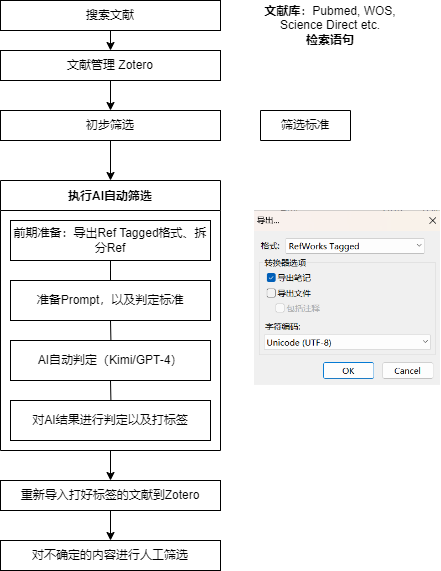 搜索文献
文献库：Pubmed, WOS,
Science Direct etc.
检索语句
文献管理 Zotero
初步筛选
筛选标准
执行AI自动筛选
前期准备：导出Ref Tagged格式、拆
分Ref
准备Prompt，以及判定标准
AI自动判定（Kimi/GPT-4）
对AI结果进行判定以及打标签
导出...
格式: RefWorks Tagged
转换器选项
导出笔记
导出文件
包括注释
字符编码:
Unicode (UTF-8)
OK Cancel
重新导入打好标签的文献到Zotero
对不确定的内容进行人工筛选